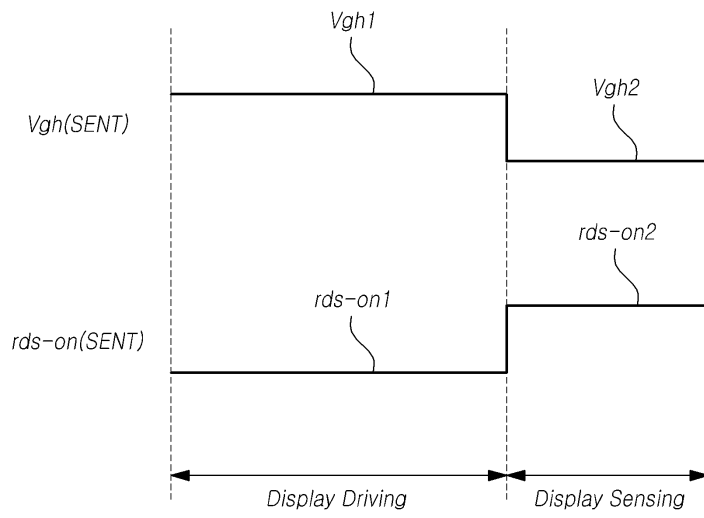 Vgh1
Vgh2
Vgh(SENT)
rds-on2
rds-on1
rds-on(SENT)
Display Driving
Display Sensing